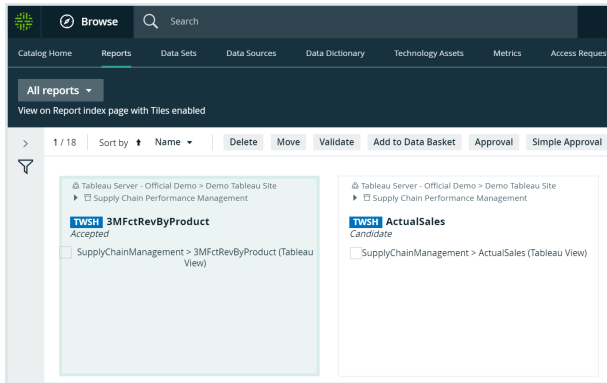 Browse
Search
Catalog Home Reports Data Sets Data Sources Data Dictionary Technology Assets Metrics Access Reques
All reports
View on Report index page with Tiles enabled
1 / 18 Sort by Name Delete Move Validate Add to Data Basket Approval Simple Approval
Tableau Server - Official Demo > Demo Tableau Site
Supply Chain Performance Management
TWSH 3MFctRevByProduct
Accepted
SupplyChainManagement > 3MFctRevByProduct (Tableau
View)
Tableau Server - Official Demo > Demo Tableau Site
Supply Chain Performance Management
TWSH ActualSales
Candidate
SupplyChainManagement > ActualSales (Tableau View)